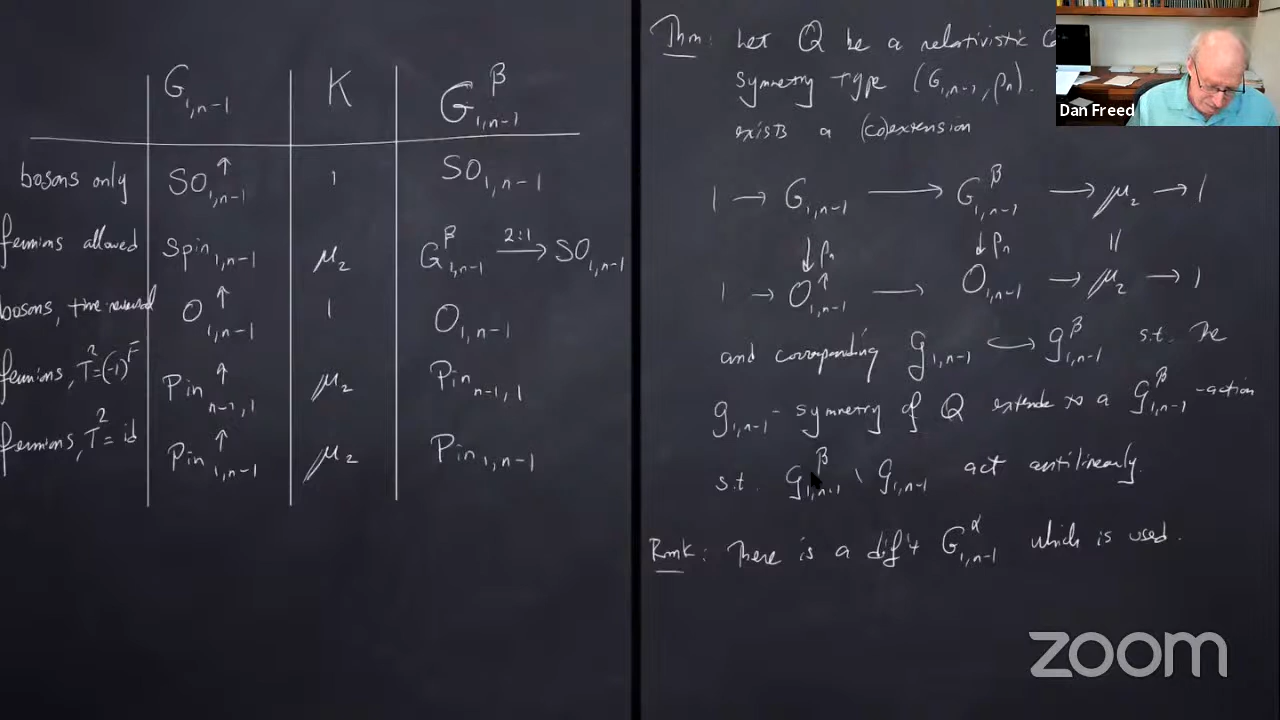 G_{1,n-1} K G^β_{1,n-1}
bosons only SO^↑_{1,n-1} 1 SO_{1,n-1}
fermions allowed Spin_{1,n-1} μ_2 G^β_{1,n-1} 2:1 → SO_{1,n-1}
bosons, time reversal O^↑_{1,n-1} 1 O_{1,n-1}
fermions, T^2=(-1)^F Pin^↑_{n-1,1} μ_2 Pin_{n-1,1}
fermions, T^2=id Pin^↑_{1,n-1} μ_2 Pin_{1,n-1}
Thm: Let Q be a relativistic
symmetry type (G_{1,n-1}, ρ_n).
exists a (co)extension
1 → G_{1,n-1} → G^β_{1,n-1} → μ_2 → 1
↓ρ_n ↓ρ_n ||
1 → O^↑_{1,n-1} → O_{1,n-1} → μ_2 → 1
and corresponding g_{1,n-1} ↪ g^β_{1,n-1} s.t. the
g_{1,n-1} - symmetry of Q extends to a g^β_{1,n-1} -action
s.t. g^β_{1,n-1} \ g_{1,n-1} act antilinearly.
Rmk: There is a diff't G^α_{1,n-1} which is used.
Dan Freed
zoom